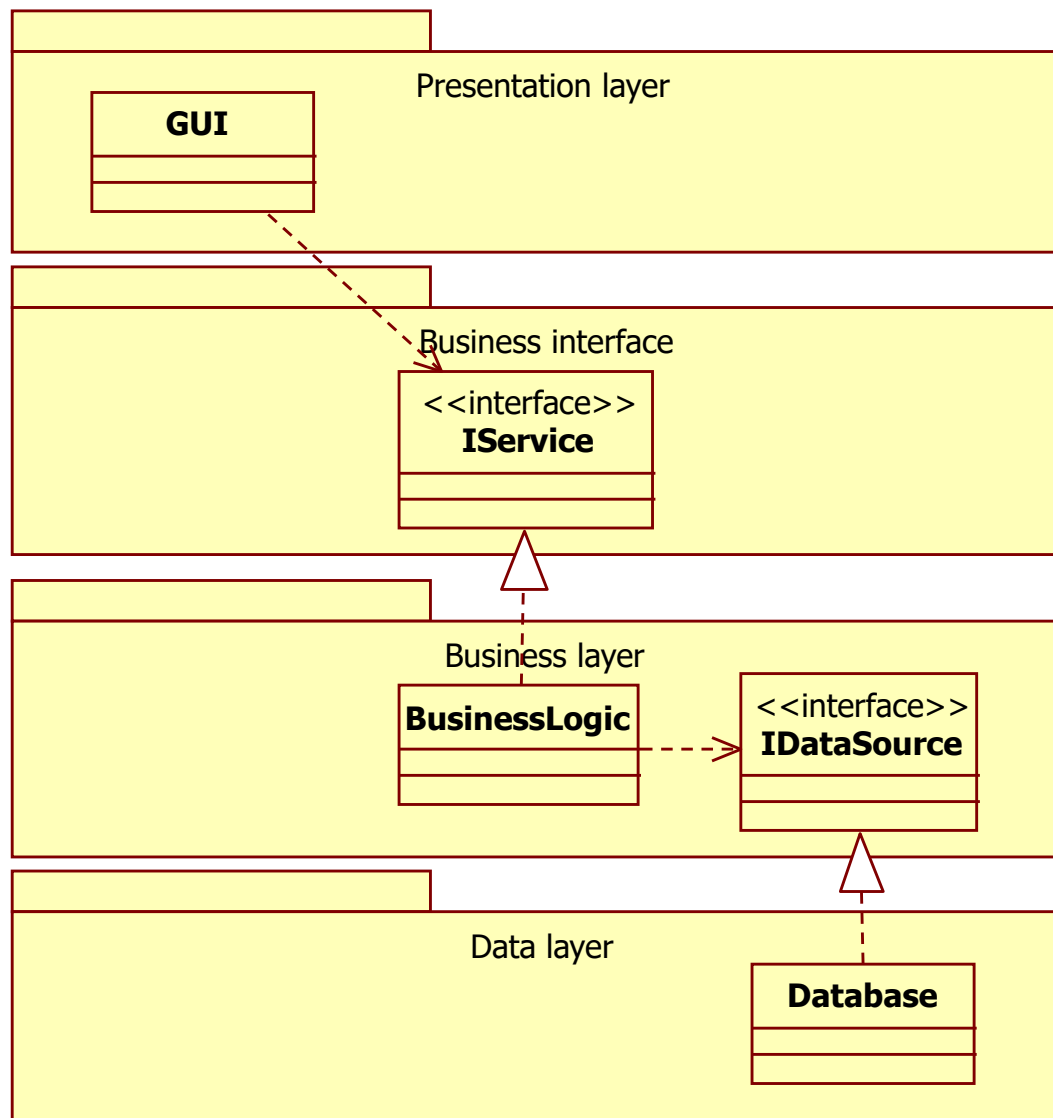 Presentation layer
GUI
Business interface
<<interface>>
IService
Business layer
BusinessLogic
<<interface>>
IDataSource
Data layer
Database